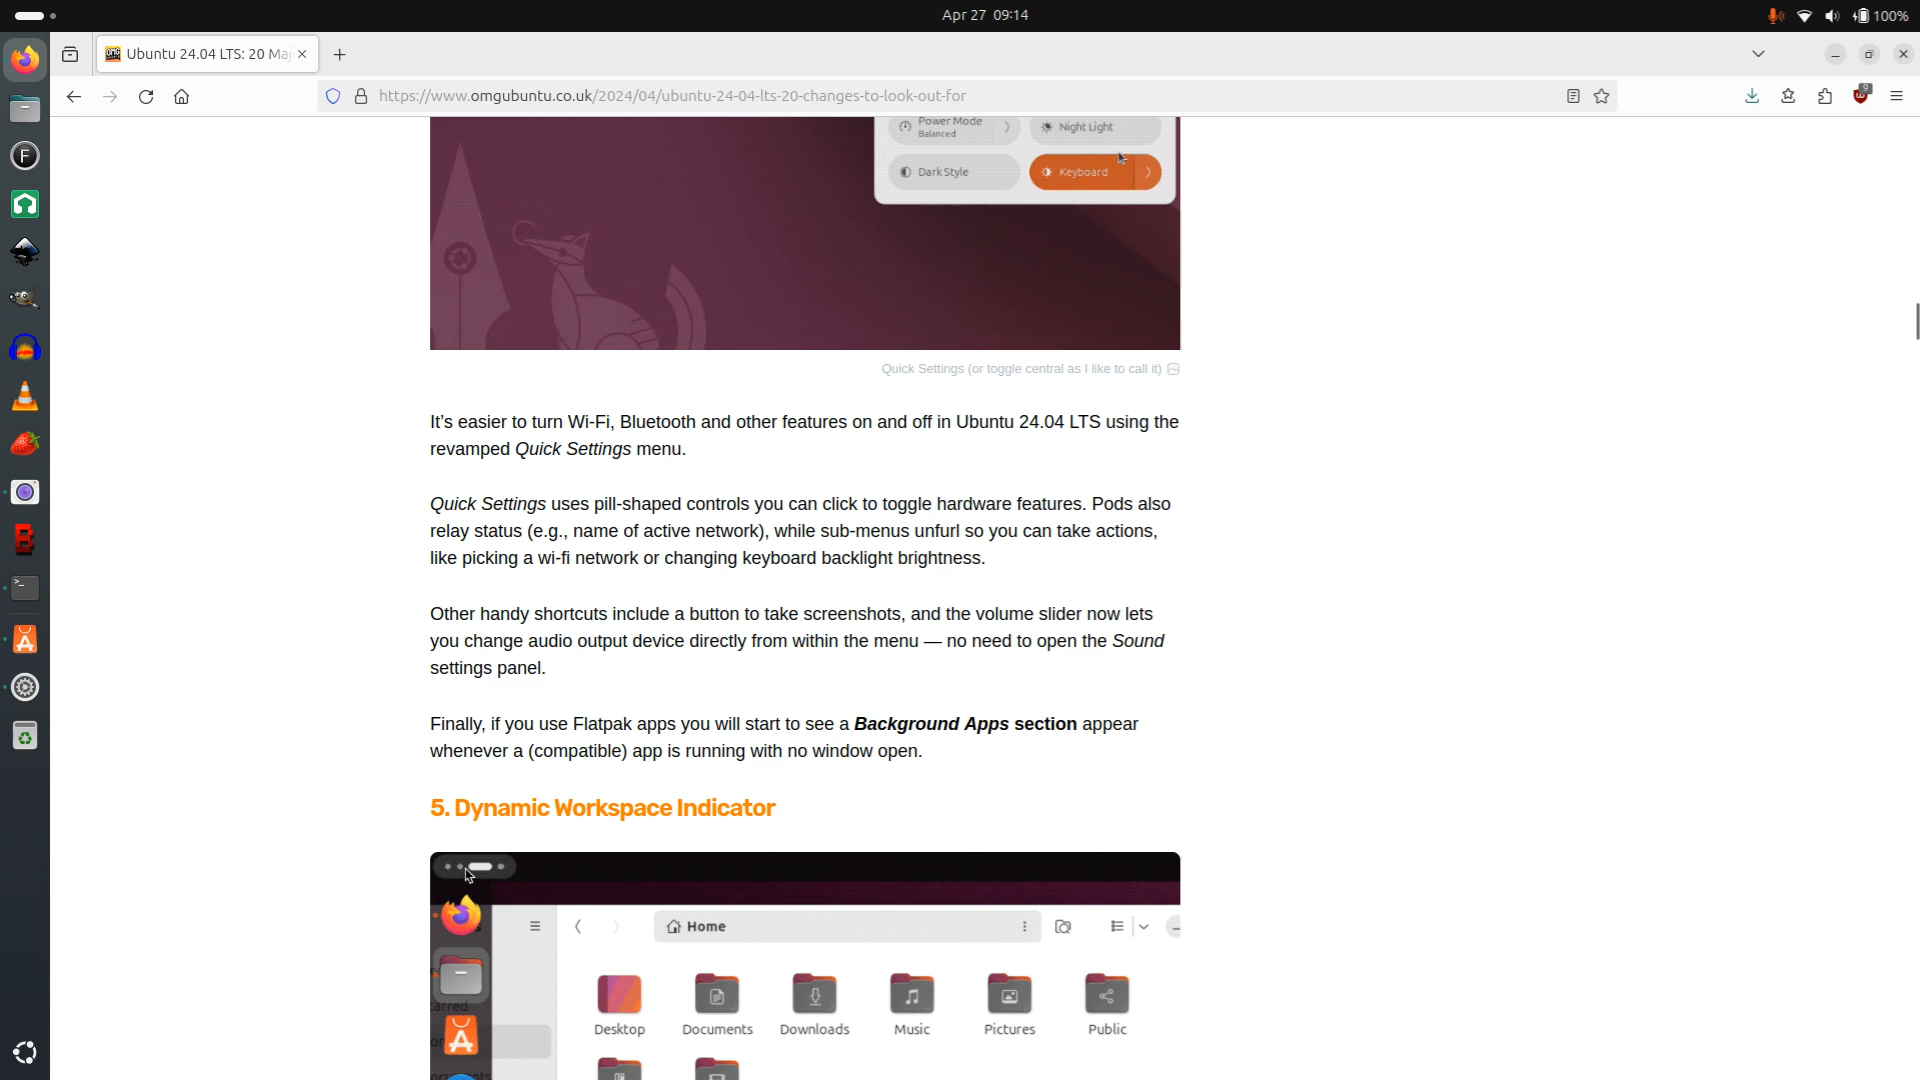 Apr 27 09:14
100%
Ubuntu 24.04 LTS: 20 Maj
https://www.omgubuntu.co.uk/2024/04/ubuntu-24-04-lts-20-changes-to-look-out-for
9
Power Mode
Balanced
Night Light
Dark Style
Keyboard
Quick Settings (or toggle central as I like to call it)
It’s easier to turn Wi-Fi, Bluetooth and other features on and off in Ubuntu 24.04 LTS using the
revamped Quick Settings menu.
Quick Settings uses pill-shaped controls you can click to toggle hardware features. Pods also
relay status (e.g., name of active network), while sub-menus unfurl so you can take actions,
like picking a wi-fi network or changing keyboard backlight brightness.
Other handy shortcuts include a button to take screenshots, and the volume slider now lets
you change audio output device directly from within the menu — no need to open the Sound
settings panel.
Finally, if you use Flatpak apps you will start to see a Background Apps section appear
whenever a (compatible) app is running with no window open.
5. Dynamic Workspace Indicator
Home
Desktop
Documents
Downloads
Music
Pictures
Public